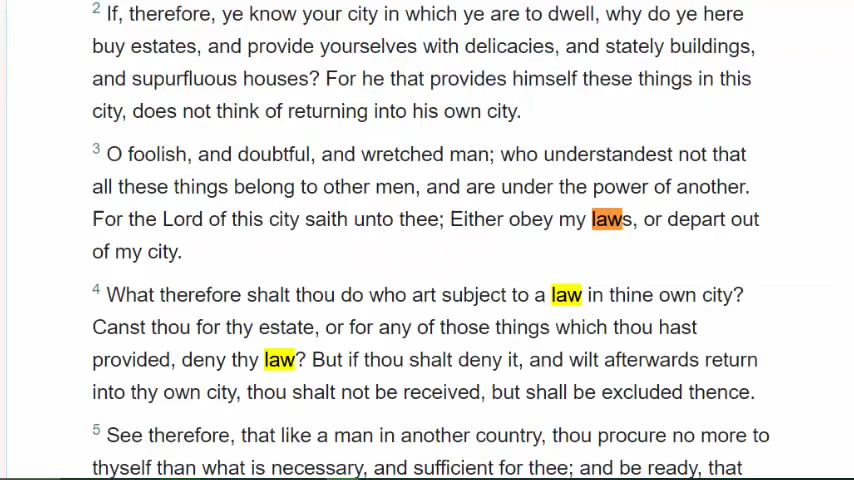 2 If, therefore, ye know your city in which ye are to dwell, why do ye here
buy estates, and provide yourselves with delicacies, and stately buildings,
and supurfluous houses? For he that provides himself these things in this
city, does not think of returning into his own city.
3 O foolish, and doubtful, and wretched man; who understandest not that
all these things belong to other men, and are under the power of another.
For the Lord of this city saith unto thee; Either obey my laws, or depart out
of my city.
4 What therefore shalt thou do who art subject to a law in thine own city?
Canst thou for thy estate, or for any of those things which thou hast
provided, deny thy law? But if thou shalt deny it, and wilt afterwards return
into thy own city, thou shalt not be received, but shall be excluded thence.
5 See therefore, that like a man in another country, thou procure no more to
thyself than what is necessary, and sufficient for thee; and be ready, that